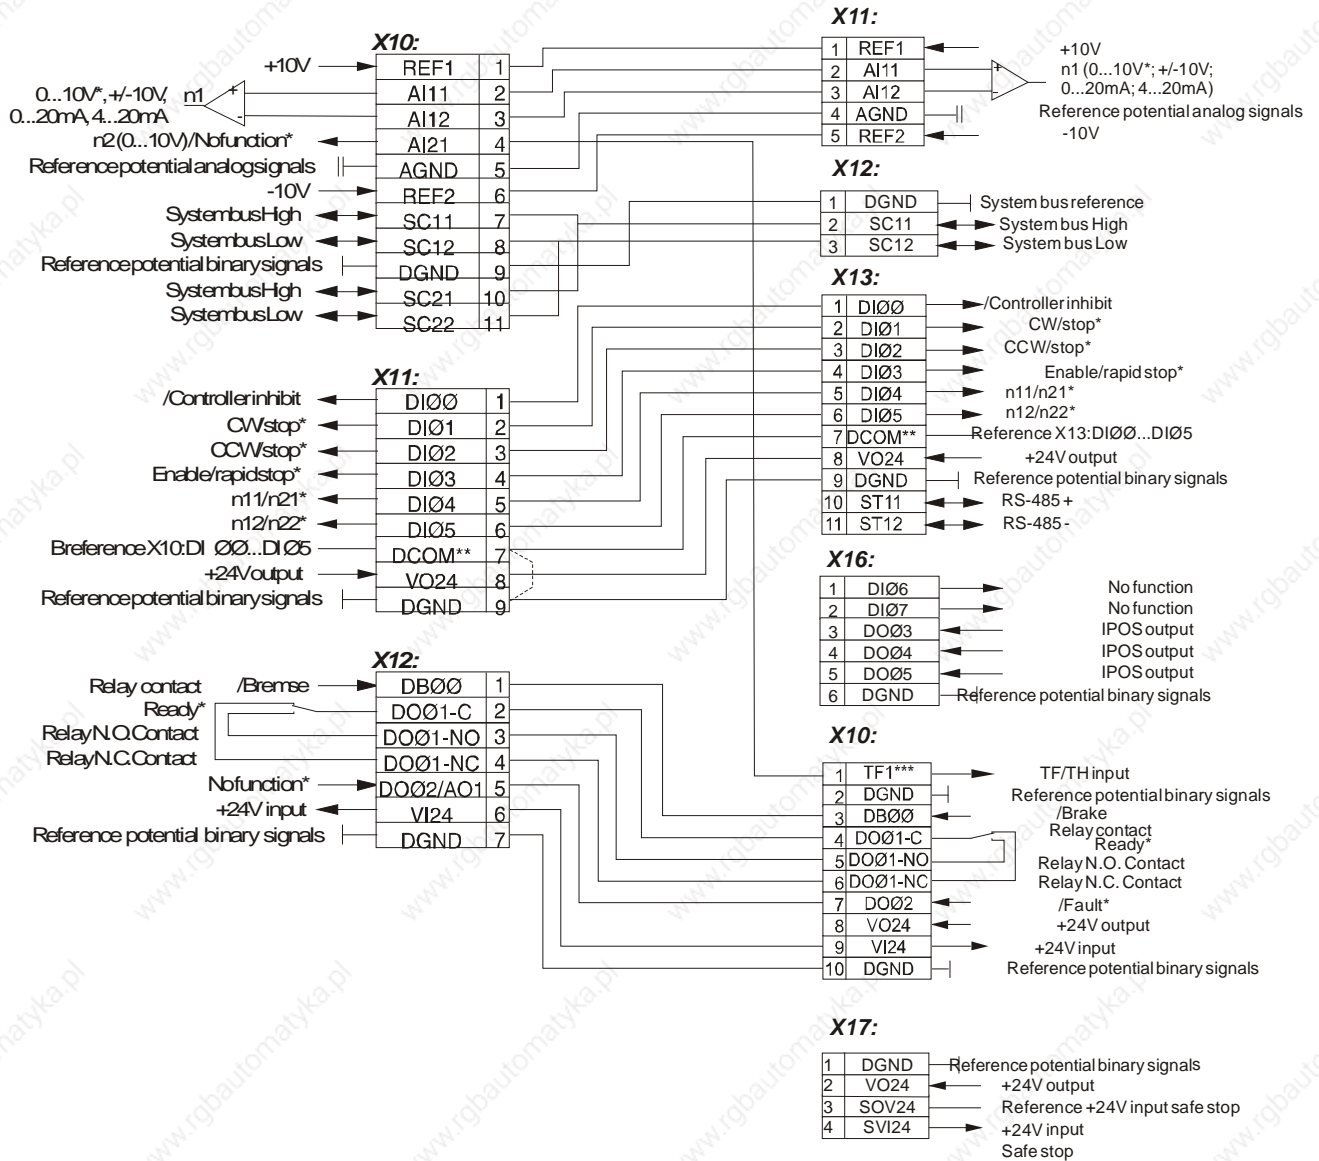 X10:
+10V REF1 1
0...10V*, +/-10V, n1 + AI11 2
0...20mA, 4...20mA - AI12 3
n2 (0...10V)/Nofunction* AI21 4
Reference potential analog signals AGND 5
-10V REF2 6
System bus High SC11 7
System bus Low SC12 8
Reference potential binary signals DGND 9
System bus High SC21 10
System bus Low SC22 11
X11:
/Controller inhibit DIØØ 1
CW/stop* DIØ1 2
CCW/stop* DIØ2 3
Enable/rapid stop* DIØ3 4
n11/n21* DIØ4 5
n12/n22* DIØ5 6
Breference X10:DI ØØ...DIØ5 DCOM** 7
+24V output VO24 8
Reference potential binary signals DGND 9
X12:
Relay contact /Bremse DBØØ 1
Ready* DOØ1-C 2
Relay N.O. Contact DOØ1-NO 3
Relay N.C. Contact DOØ1-NC 4
No function* DOØ2/AO1 5
+24V input VI24 6
Reference potential binary signals DGND 7
X11:
1 REF1 +10V
2 AI11 + n1 (0...10V*; +/-10V;
3 AI12 - 0...20mA; 4...20mA)
4 AGND Reference potential analog signals
5 REF2 -10V
X12:
1 DGND System bus reference
2 SC11 System bus High
3 SC12 System bus Low
X13:
1 DIØØ /Controller inhibit
2 DIØ1 CW/stop*
3 DIØ2 CCW/stop*
4 DIØ3 Enable/rapid stop*
5 DIØ4 n11/n21*
6 DIØ5 n12/n22*
7 DCOM** Reference X13:DIØØ...DIØ5
8 VO24 +24V output
9 DGND Reference potential binary signals
10 ST11 RS-485 +
11 ST12 RS-485 -
X16:
1 DIØ6 No function
2 DIØ7 No function
3 DOØ3 IPOS output
4 DOØ4 IPOS output
5 DOØ5 IPOS output
6 DGND Reference potential binary signals
X10:
1 TF1*** TF/TH input
2 DGND Reference potential binary signals
3 DBØØ /Brake
4 DOØ1-C Relay contact
Ready*
5 DOØ1-NO Relay N.O. Contact
6 DOØ1-NC Relay N.C. Contact
7 DOØ2 /Fault*
8 VO24 +24V output
9 VI24 +24V input
10 DGND Reference potential binary signals
X17:
1 DGND Reference potential binary signals
2 VO24 +24V output
3 SOV24 Reference +24V input safe stop
4 SVI24 +24V input
Safe stop
www.rgbautomatyka.pl